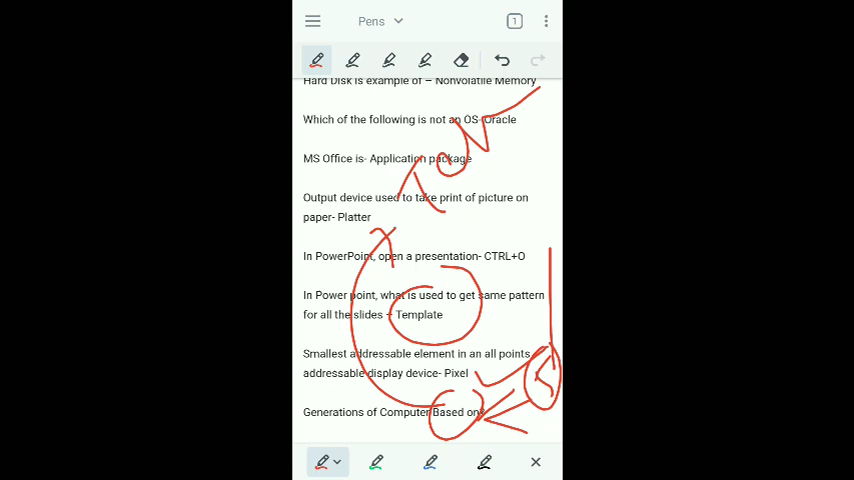 Pens
1
Hard Disk is example of – Nonvolatile Memory
Which of the following is not an OS- Oracle
MS Office is- Application package
Output device used to take print of picture on
paper- Platter
In PowerPoint, open a presentation- CTRL+O
In Power point, what is used to get same pattern
for all the slides – Template
Smallest addressable element in an all points
addressable display device- Pixel
Generations of Computer Based on?